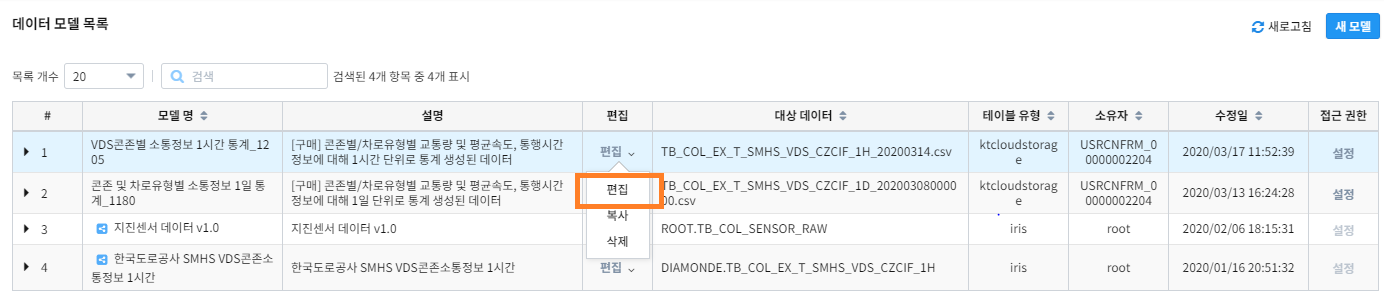 데이터 모델 목록
새로고침
새 모델
목록 개수 20 검색 검색된 4개 항목 중 4개 표시
# 모델 명 설명 편집 대상 데이터 테이블 유형 소유자 수정일 접근 권한
1
VDS콘존별 소통정보 1시간 통계_12
05
[구매] 콘존별/차로유형별 교통량 및 평균속도, 통행시간
정보에 대해 1시간 단위로 통계 생성된 데이터
편집
TB_COL_EX_T_SMHS_VDS_CZCIF_1H_20200314.csv
ktcloudstorag
e
USRCNFRM_0
0000002204
2020/03/17 11:52:39
설정
2
콘존 및 차로유형별 소통정보 1일 통
계_1180
[구매] 콘존별/차로유형별 교통량 및 평균속도, 통행시간
정보에 대해 1일 단위로 통계 생성된 데이터
편집
복사
삭제
TB_COL_EX_T_SMHS_VDS_CZCIF_1D_202003080000
00.csv
ktcloudstorag
e
USRCNFRM_0
0000002204
2020/03/13 16:24:28
설정
3
지진센서 데이터 v1.0
지진센서 데이터 v1.0
ROOT.TB_COL_SENSOR_RAW
iris
root
2020/02/06 18:15:31
설정
4
한국도로공사 SMHS VDS콘존소
통정보 1시간
한국도로공사 SMHS VDS콘존소통정보 1시간
편집
DIAMONDE.TB_COL_EX_T_SMHS_VDS_CZCIF_1H
iris
root
2020/01/16 20:51:32
설정